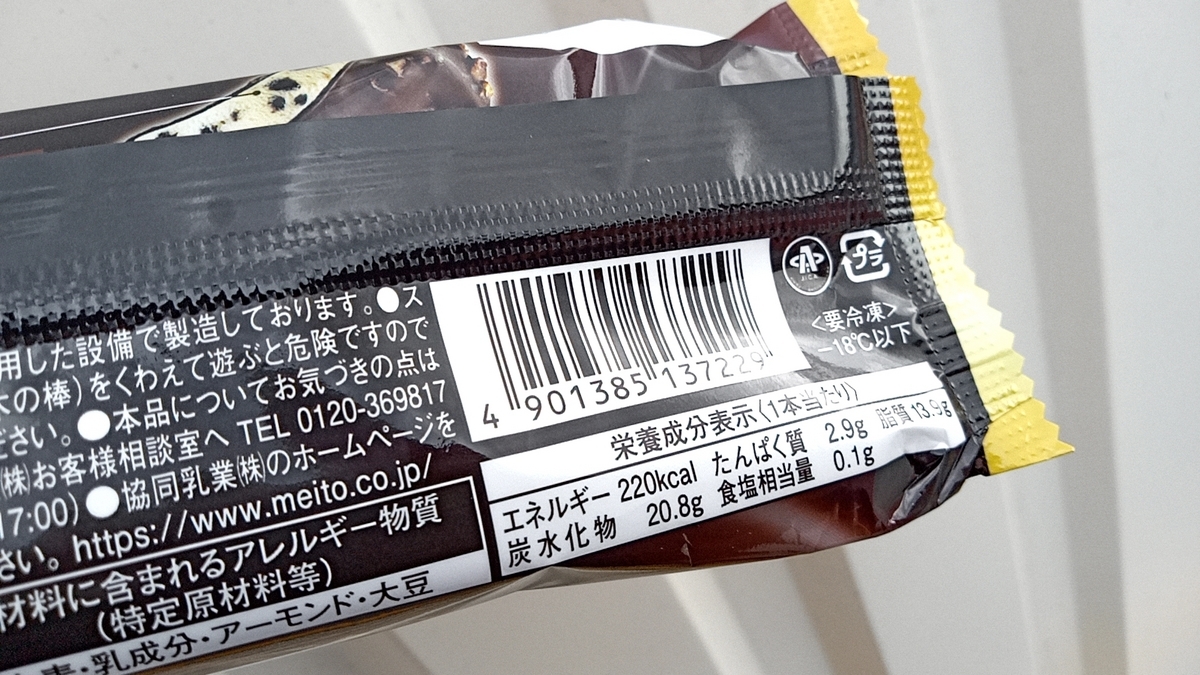 用した設備で製造しております。●ス
の棒)をくわえて遊ぶと危険ですので
ださい。●本品についてお気づきの点は
(株)お客様相談室へ TEL 0120-369817
17:00)●協同乳業(株)のホームページを
さい。https://www.meito.co.jp/
材料に含まれるアレルギー物質
(特定原材料等)
・乳成分・アーモンド・大豆
4 901385 137229
JICA
プラ
<要冷凍>
-18℃以下
栄養成分表示〈1本当たり〉
エネルギー 220kcal たんぱく質 2.9g 脂質 13.9g
炭水化物 20.8g 食塩相当量 0.1g